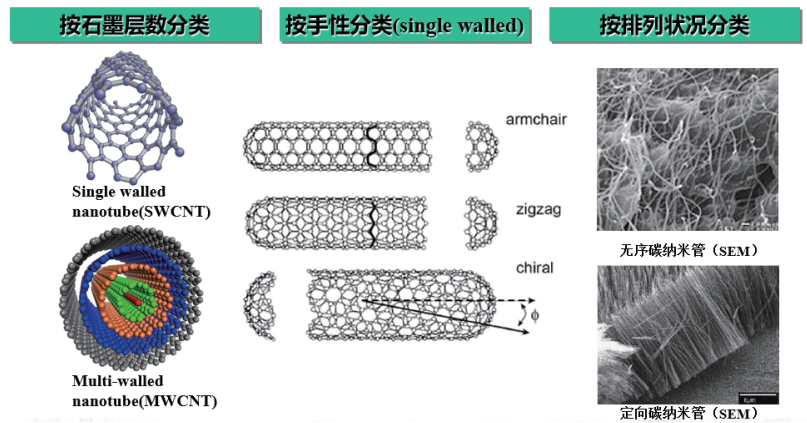 按石墨层数分类
按手性分类(single walled)
按排列状况分类
Single walled
nanotube(SWCNT)
Multi-walled
nanotube(MWCNT)
armchair
zigzag
chiral
ϕ
无序碳纳米管（SEM）
定向碳纳米管（SEM）